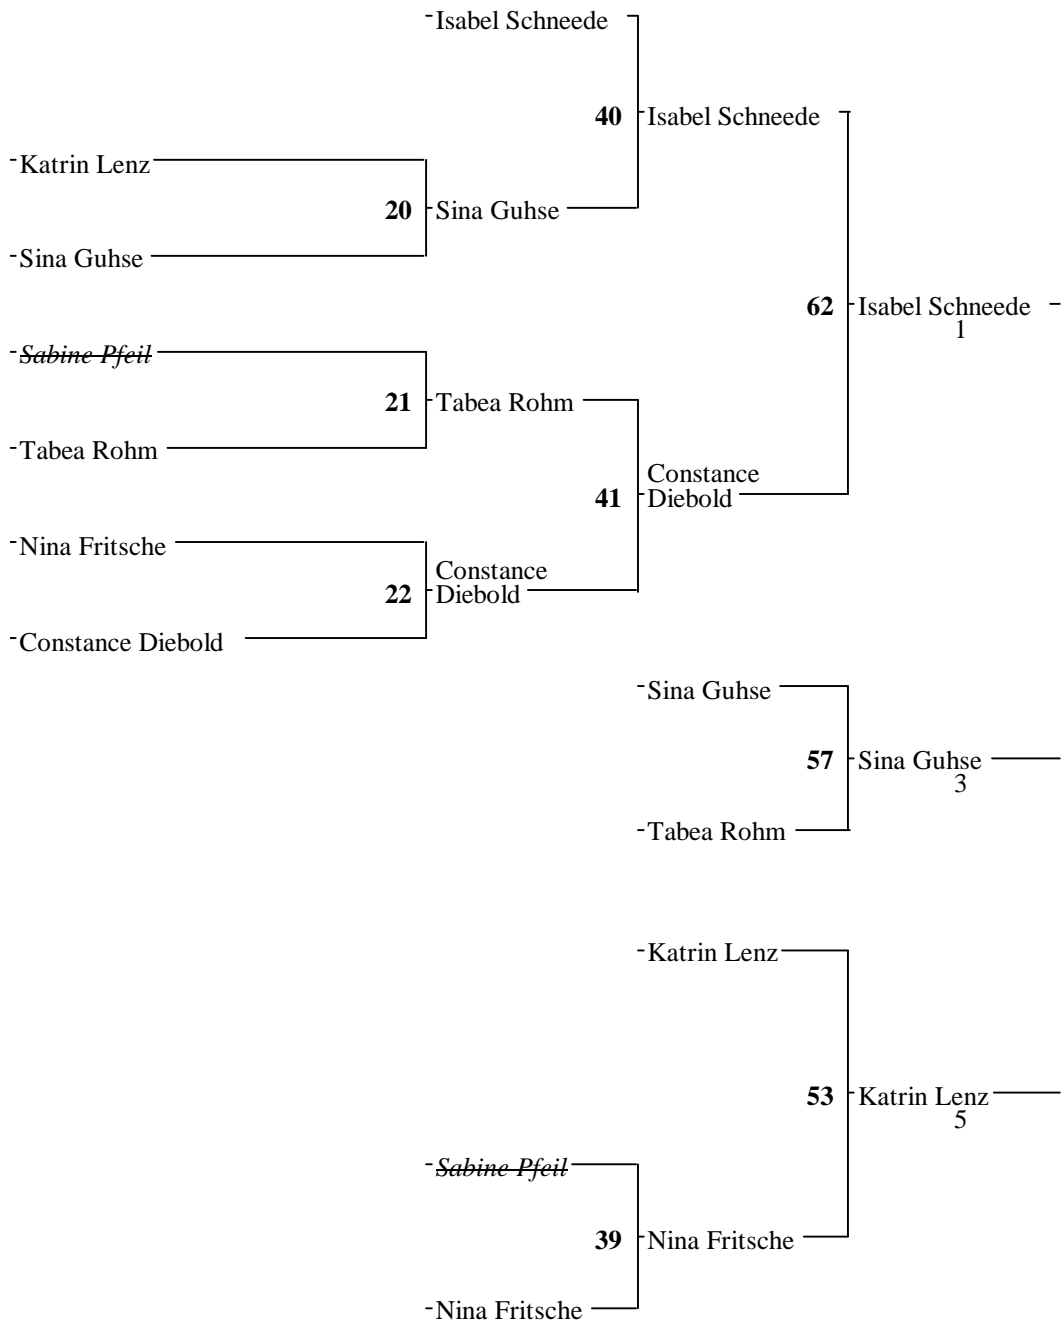 Isabel Schneede
40 Isabel Schneede
Katrin Lenz
20 Sina Guhse
Sina Guhse
62 Isabel Schneede
1
Sabine Pfeil
21 Tabea Rohm
Tabea Rohm
Constance
41 Diebold
Nina Fritsche
Constance
22 Diebold
Constance Diebold
Sina Guhse
57 Sina Guhse
3
Tabea Rohm
Katrin Lenz
53 Katrin Lenz
5
Sabine Pfeil
39 Nina Fritsche
Nina Fritsche